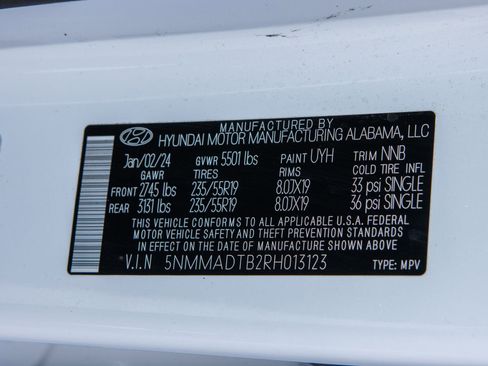 MANUFACTURED BY
HYUNDAI MOTOR MANUFACTURING ALABAMA, LLC
Jan/02/24 GVWR 5501 lbs PAINT UYH TRIM NNB
GAWR TIRES RIMS COLD TIRE INFL
FRONT 2745 lbs 235/55R19 8.0JX19 33 psi SINGLE
REAR 3131 lbs 235/55R19 8.0JX19 36 psi SINGLE
THIS VEHICLE CONFORMS TO ALL APPLICABLE U.S.A. FEDERAL
MOTOR VEHICLE SAFETY AND THEFT PREVENTION STANDARDS
IN EFFECT ON THE DATE OF MANUFACTURE SHOWN ABOVE
V.I.N 5NMMADTB2RH013123 TYPE: MPV